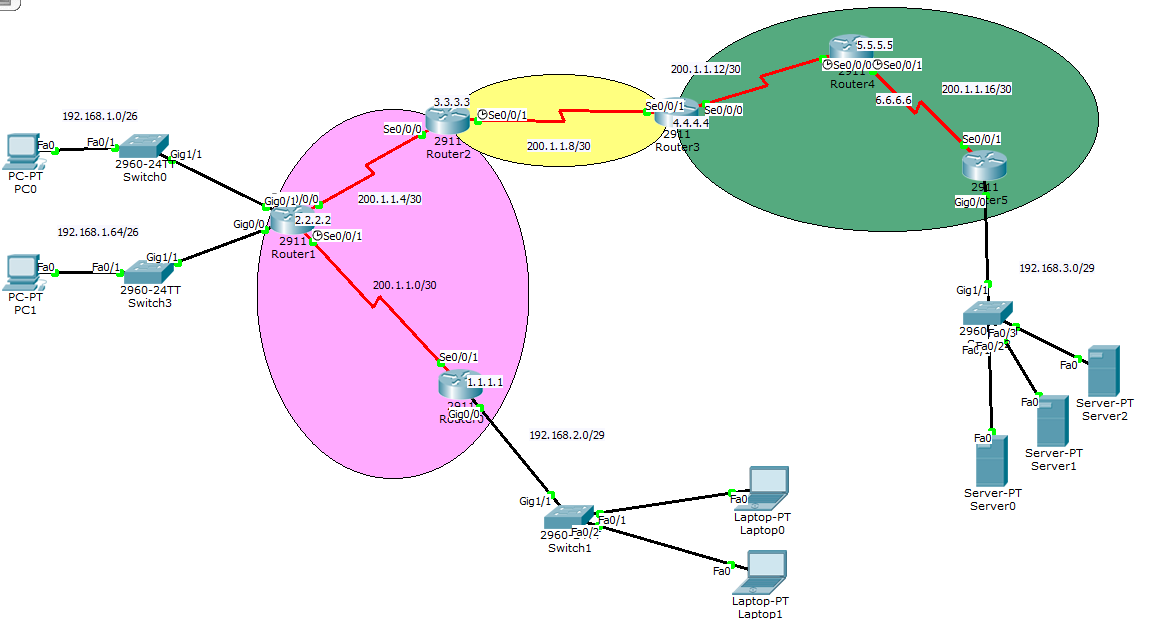 192.168.1.0/26
Fa0
Fa0/1
PC-PT
PC0
2960-24TT
Switch0
Gig1/1
192.168.1.64/26
Fa0
Fa0/1
PC-PT
PC1
Gig1/1
2960-24TT
Switch3
Gig0/1
Gig0/0
2.2.2.2
2911
Router1
Se0/0/1
200.1.1.4/30
200.1.1.0/30
Se0/0/0
3.3.3.3
2911
Router2
Se0/0/1
200.1.1.8/30
Se0/0/1
Se0/0/0
4.4.4.4
2911
Router3
200.1.1.12/30
5.5.5.5
Se0/0/0
Se0/0/1
2911
Router4
6.6.6.6
200.1.1.16/30
Se0/0/1
2911
Gig0/0
192.168.3.0/29
Gig1/1
Fa0/3
Fa0/2
Fa0
Server-PT
Server2
Fa0
Server-PT
Server1
Fa0
Server-PT
Server0
Se0/0/1
1.1.1.1
2911
Gig0/0
192.168.2.0/29
Gig1/1
Fa0/1
Fa0/2
Switch1
Fa0
Laptop-PT
Laptop0
Fa0
Laptop-PT
Laptop1